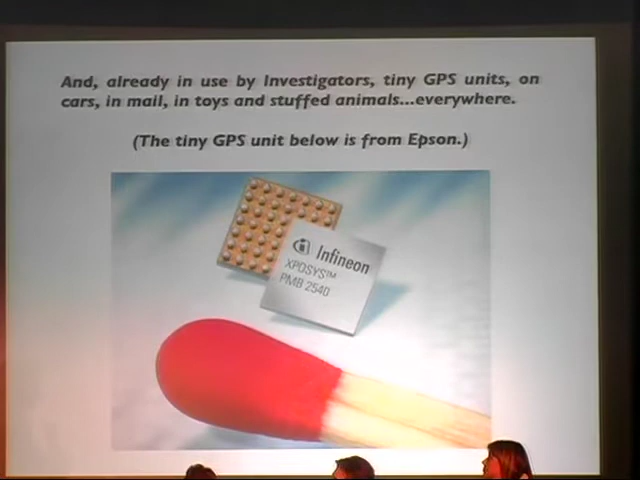 And, already in use by Investigators, tiny GPS units, on
cars, in mail, in toys and stuffed animals...everywhere.
(The tiny GPS unit below is from Epson.)
Infineon
XPOSYS™
PMB 2540